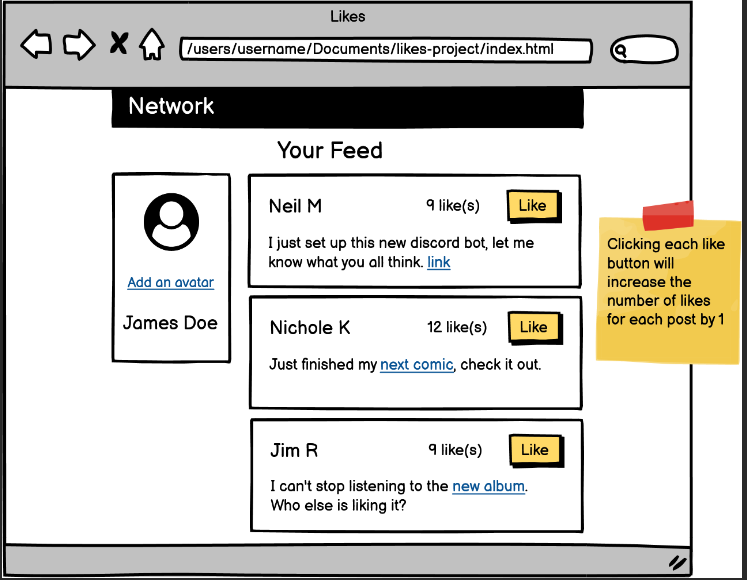 Likes
/users/username/Documents/likes-project/index.html
Network
Your Feed
Add an avatar
James Doe
Neil M 9 like(s) Like
I just set up this new discord bot, let me
know what you all think. link
Nichole K 12 like(s) Like
Just finished my next comic, check it out.
Jim R 9 like(s) Like
I can't stop listening to the new album.
Who else is liking it?
Clicking each like
button will
increase the
number of likes
for each post by 1